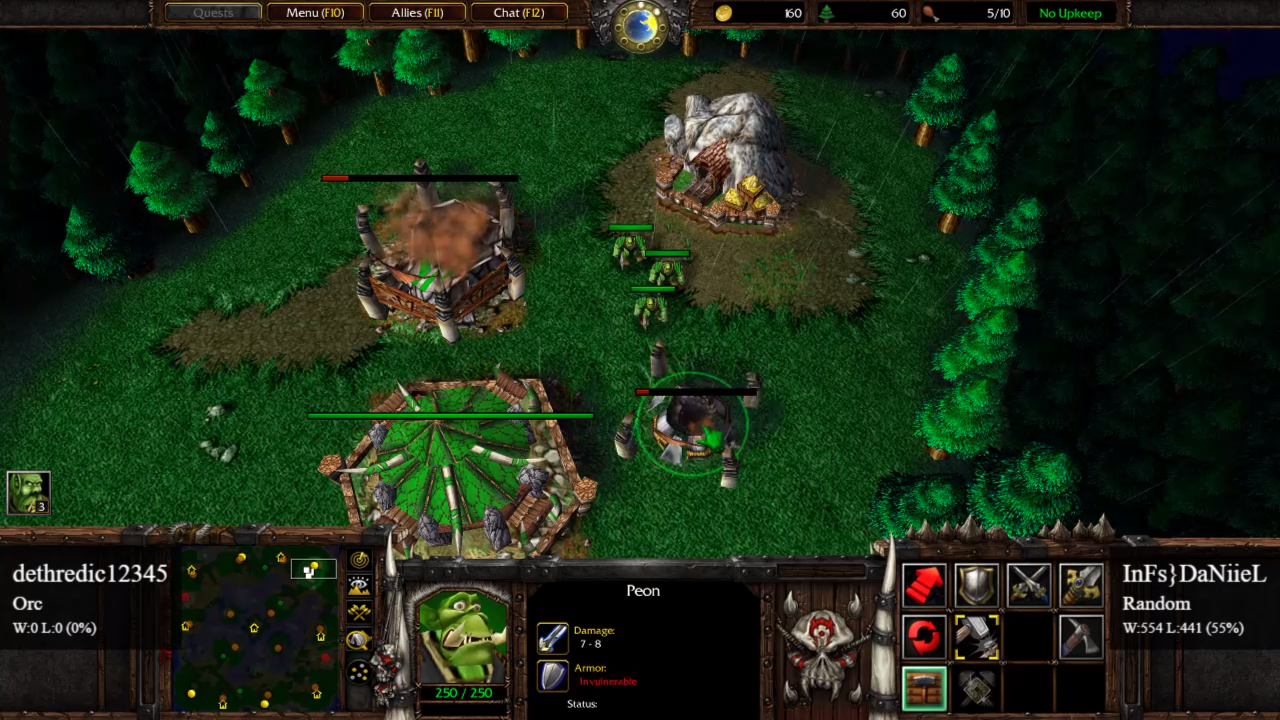 Quests
Menu (F10)
Allies (F11)
Chat (F12)
160
60
5/10
No Upkeep
3
dethredic12345
Orc
W:0 L:0 (0%)
250 / 250
Peon
Damage:
7 - 8
Armor:
Invulnerable
Status:
InFs}DaNiieL
Random
W:554 L:441 (55%)